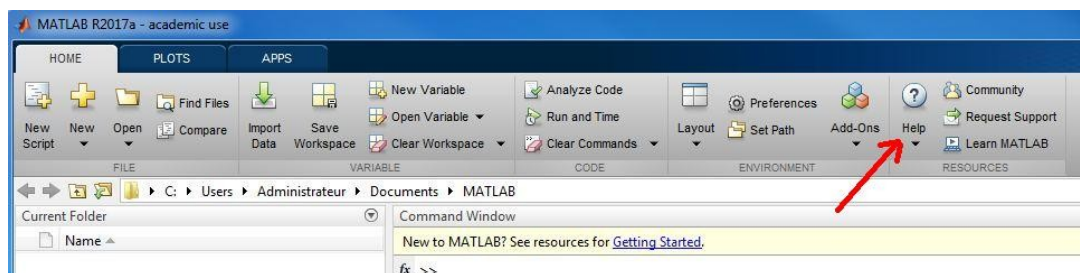 MATLAB R2017a - academic use
HOME PLOTS APPS
New Script
New
Open
Find Files
Compare
Import Data
Save Workspace
New Variable
Open Variable
Clear Workspace
Analyze Code
Run and Time
Clear Commands
Layout
Preferences
Set Path
Add-Ons
Help
Community
Request Support
Learn MATLAB
FILE VARIABLE CODE ENVIRONMENT RESOURCES
C: Users Administrateur Documents MATLAB
Current Folder
Name
Command Window
New to MATLAB? See resources for Getting Started.
fx >>